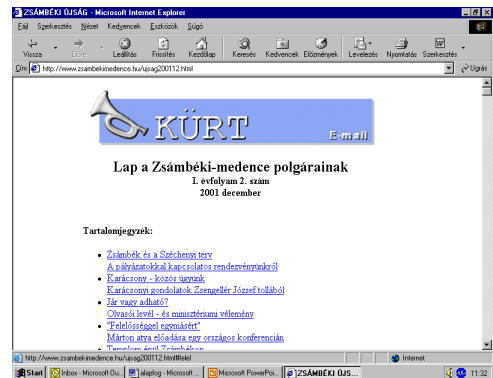 ZSÁMBÉKI ÚJSÁG - Microsoft Internet Explorer
Fájl Szerkesztés Nézet Kedvencek Eszközök Súgó
Vissza Előre Leállítás Frissítés Kezdőlap Keresés Kedvencek Előzmények Levelezés Nyomtatás Szerkesztés
Cím http://www.zsambekimedence.hu/ujsag200112.html Ugrás
KÜRT E-mail
Lap a Zsámbéki-medence polgárainak
I. évfolyam 2. szám
2001 december
Tartalomjegyzék:
Zsámbék és a Széchenyi terv
A pályázatokkal kapcsolatos rendezvényünkről
Karácsony - közös ügyünk
Karácsonyi gondolatok Zsengellér József tollából
Jár vagy adható?
Olvasói levél - és minisztériumi vélemény
"Felelősséggel egymásért"
Márton atya előadása egy országos konferencián
Templom épül Zsámbékon
http://www.zsambekimedence.hu/ujsag200112.html#felel Internet
Start Inbox - Microsoft Ou... alapfog - Microsoft ... Microsoft PowerPoi... ZSÁMBÉKI ÚJS... 11:32